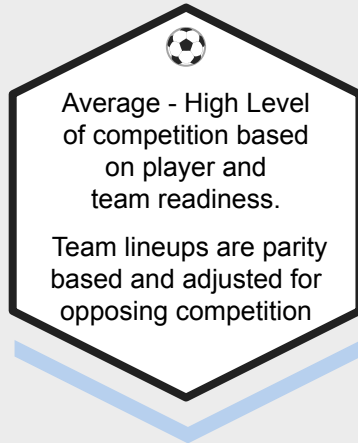 Average - High Level
of competition based
on player and
team readiness.
Team lineups are parity
based and adjusted for
opposing competition